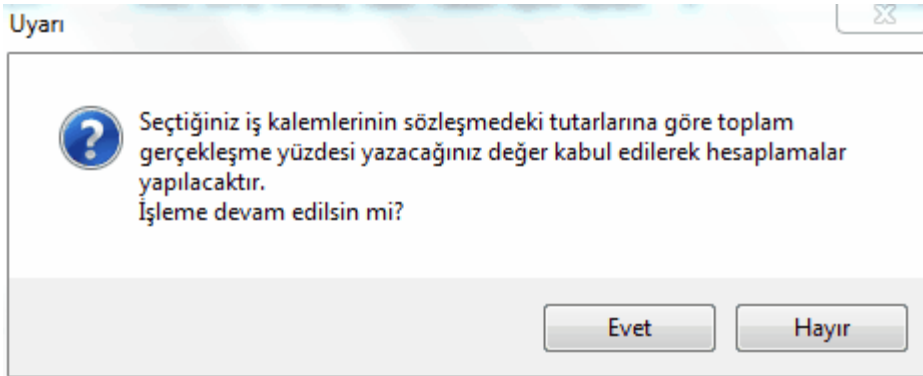 Uyarı
Seçtiğiniz iş kalemlerinin sözleşmedeki tutarlarına göre toplam
gerçekleşme yüzdesi yazacağınız değer kabul edilerek hesaplamalar
yapılacaktır.
İşleme devam edilsin mi?
Evet
Hayır